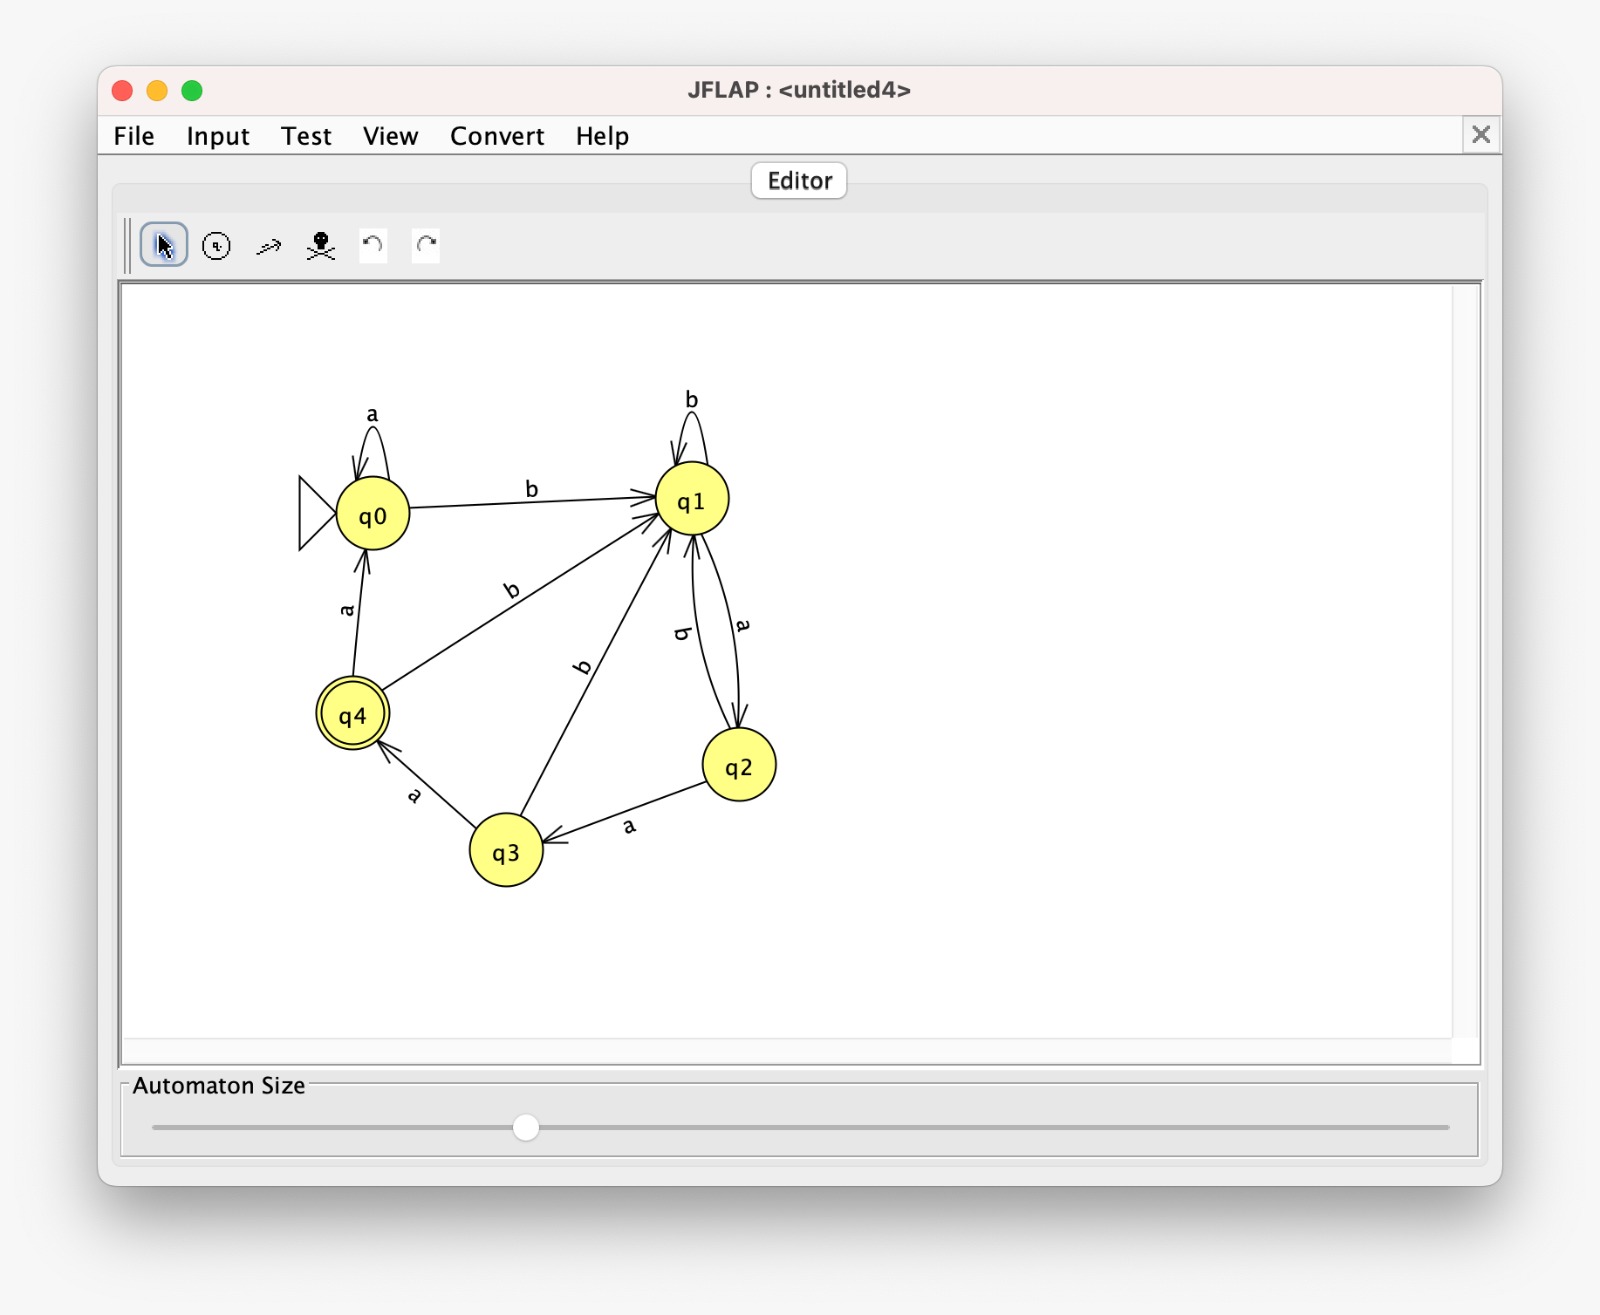 JFLAP : <untitled4>
File Input Test View Convert Help
Editor
a
b
q0
b
q1
a
b
b
b
a
q4
q2
a
a
q3
Automaton Size